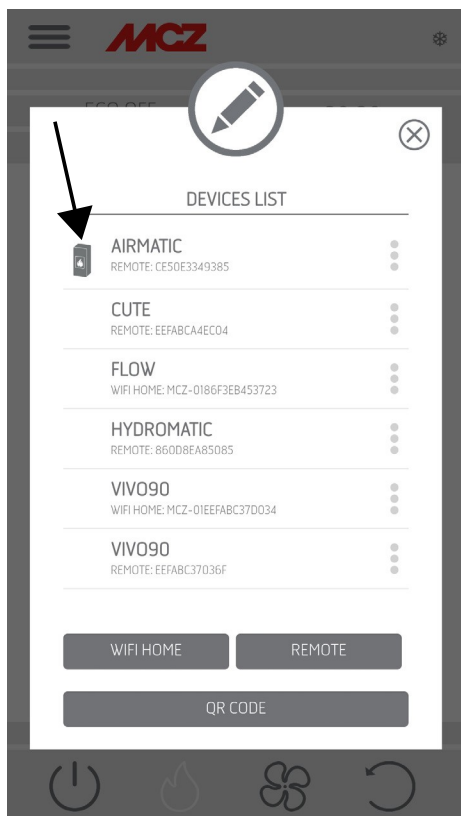 MCZ
DEVICES LIST
AIRMATIC
REMOTE: CE50E3349385
CUTE
REMOTE: EEFABCA4EC04
FLOW
WIFI HOME: MCZ-0186F3EB453723
HYDROMATIC
REMOTE: 860D8EA85085
VIVO90
WIFI HOME: MCZ-01EEFABC37D034
VIVO90
REMOTE: EEFABC37036F
WIFI HOME
REMOTE
QR CODE